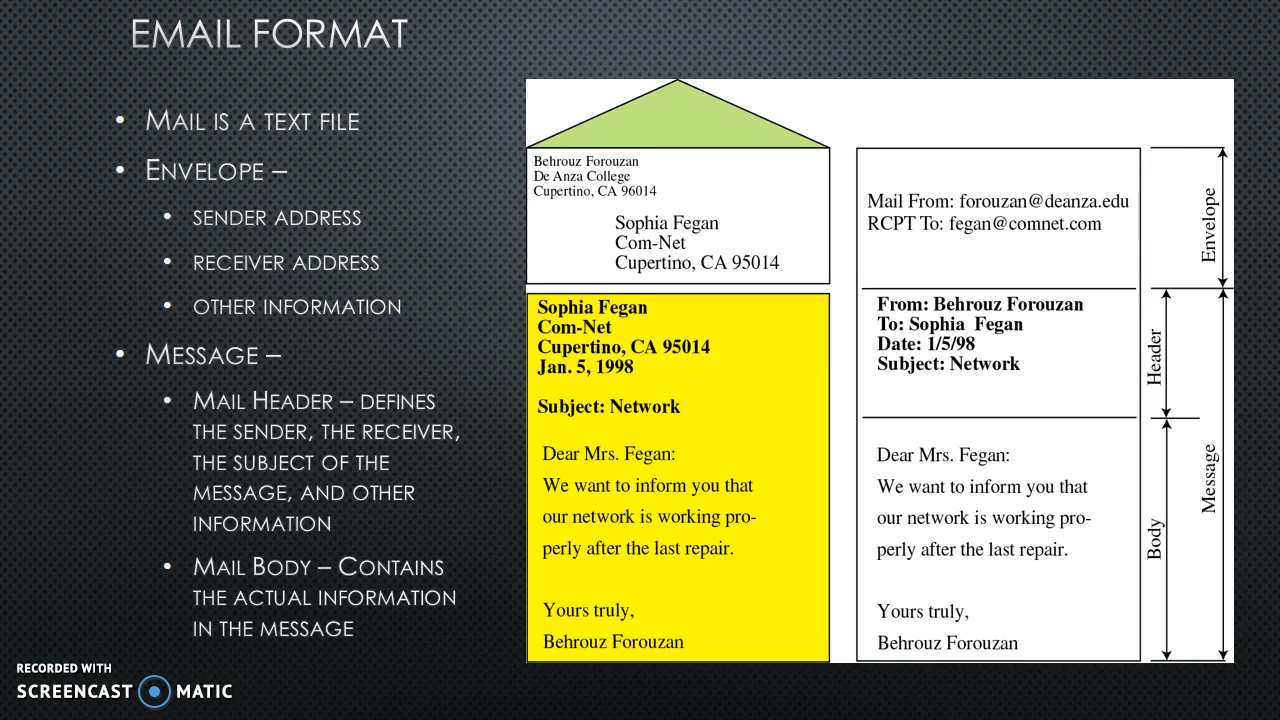 EMAIL FORMAT
• MAIL IS A TEXT FILE
• ENVELOPE –
• SENDER ADDRESS
• RECEIVER ADDRESS
• OTHER INFORMATION
• MESSAGE –
• MAIL HEADER – DEFINES
THE SENDER, THE RECEIVER,
THE SUBJECT OF THE
MESSAGE, AND OTHER
INFORMATION
• MAIL BODY – CONTAINS
THE ACTUAL INFORMATION
IN THE MESSAGE
Behrouz Forouzan
De Anza College
Cupertino, CA 96014
Sophia Fegan
Com-Net
Cupertino, CA 95014
Sophia Fegan
Com-Net
Cupertino, CA 95014
Jan. 5, 1998
Subject: Network
Dear Mrs. Fegan:
We want to inform you that
our network is working pro-
perly after the last repair.
Yours truly,
Behrouz Forouzan
Mail From: forouzan@deanza.edu
RCPT To: fegan@comnet.com
From: Behrouz Forouzan
To: Sophia Fegan
Date: 1/5/98
Subject: Network
Dear Mrs. Fegan:
We want to inform you that
our network is working pro-
perly after the last repair.
Yours truly,
Behrouz Forouzan
Envelope
Header
Message
Body
RECORDED WITH
SCREENCAST MATIC